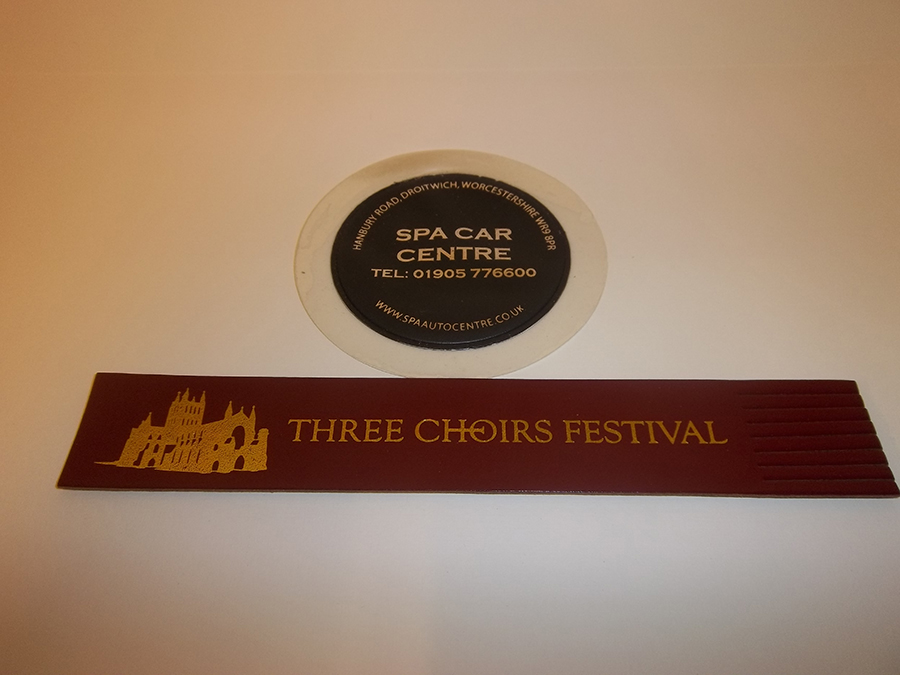 HANBURY ROAD, DROITWICH, WORCESTERSHIRE WR9 8PR
SPA CAR
CENTRE
TEL: 01905 776600
WWW.SPAAUTOCENTRE.CO.UK
THREE CHOIRS FESTIVAL